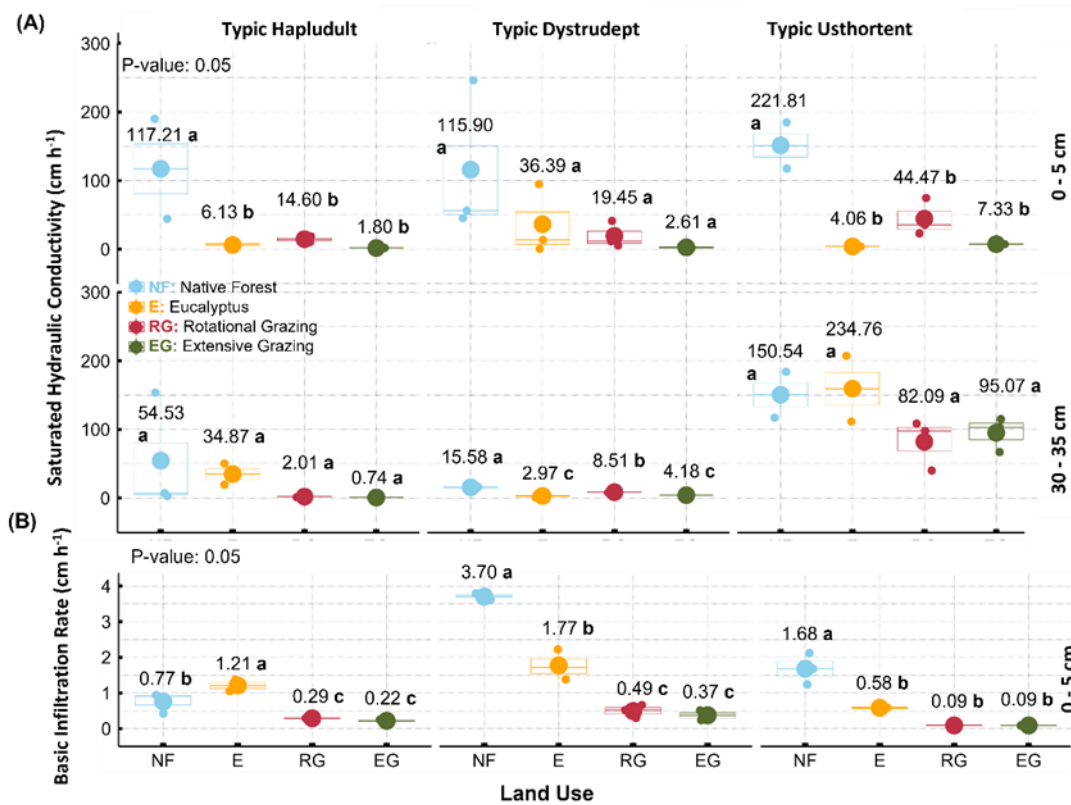 (A)
Typic Hapludult Typic Dystrudept Typic Usthortent
Saturated Hydraulic Conductivity (cm h⁻¹)
300
200
100
0
P-value: 0.05
117.21 a
6.13 b
14.60 b
1.80 b
115.90
a
36.39 a
19.45 a
2.61 a
221.81
a
4.06 b
44.47 b
7.33 b
0 - 5 cm
NF: Native Forest
E: Eucalyptus
RG: Rotational Grazing
EG: Extensive Grazing
300
200
100
0
54.53
a
34.87 a
2.01 a
0.74 a
15.58 a
2.97 c
8.51 b
4.18 c
150.54
a
234.76
a
82.09 a
95.07 a
30 - 35 cm
(B)
Basic Infiltration Rate (cm h⁻¹)
P-value: 0.05
4
3
2
1
0
0.77 b
1.21 a
0.29 c
0.22 c
3.70 a
1.77 b
0.49 c
0.37 c
1.68 a
0.58 b
0.09 b
0.09 b
0-5 cm
NF E RG EG NF E RG EG NF E RG EG
Land Use